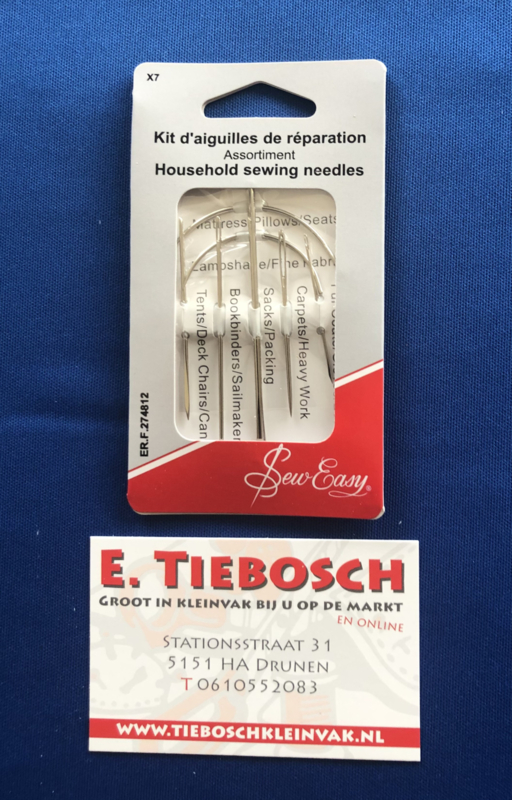 X7
Kit d'aiguilles de réparation
Assortiment
Household sewing needles
Mattress Pillows/Seats
Lampshade/Fine
Tents/Deck Chairs/Can
Bookbinders/Sailmaker
Sacks/Packing
Carpets/Heavy Work
ER.F.274812
Sew Easy®
E. TIEBOSCH
GROOT IN KLEINVAK BIJ U OP DE MARKT
EN ONLINE
STATIONSSTRAAT 31
5151 HA DRUNEN
T 0610552083
WWW.TIEBOSCHKLEINVAK.NL